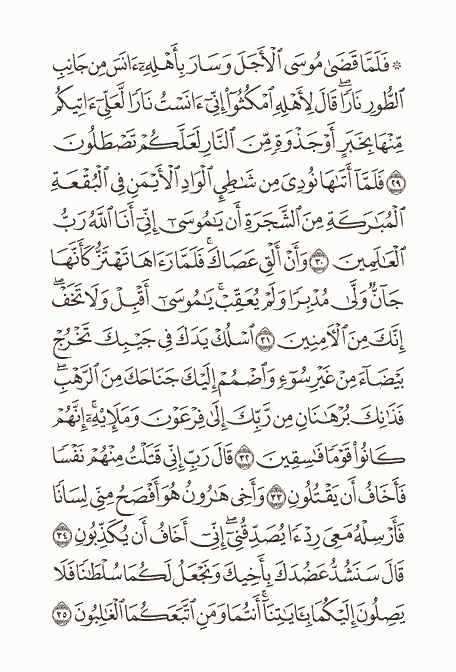 ۞ فَلَمَّا قَضَىٰ مُوسَى ٱلْأَجَلَ وَسَارَ بِأَهْلِهِۦٓ ءَانَسَ مِن جَانِبِ
ٱلطُّورِ نَارًاۖ قَالَ لِأَهْلِهِ ٱمْكُثُوٓا۟ إِنِّىٓ ءَانَسْتُ نَارًا لَّعَلِّىٓ ءَاتِيكُم
مِّنْهَا بِخَبَرٍ أَوْ جَذْوَةٍ مِّنَ ٱلنَّارِ لَعَلَّكُمْ تَصْطَلُونَ
٢٩ فَلَمَّآ أَتَىٰهَا نُودِىَ مِن شَـٰطِئِ ٱلْوَادِ ٱلْأَيْمَنِ فِى ٱلْبُقْعَةِ
ٱلْمُبَـٰرَكَةِ مِنَ ٱلشَّجَرَةِ أَن يَـٰمُوسَىٰٓ إِنِّىٓ أَنَا ٱللَّهُ رَبُّ
ٱلْعَـٰلَمِينَ ٣٠ وَأَنْ أَلْقِ عَصَاكَۖ فَلَمَّا رَءَاهَا تَهْتَزُّ كَأَنَّهَا
جَآنٌّ وَلَّىٰ مُدْبِرًا وَلَمْ يُعَقِّبْۚ يَـٰمُوسَىٰٓ أَقْبِلْ وَلَا تَخَفْۖ
إِنَّكَ مِنَ ٱلْـَٔامِنِينَ ٣١ ٱسْلُكْ يَدَكَ فِى جَيْبِكَ تَخْرُجْ
بَيْضَآءَ مِنْ غَيْرِ سُوٓءٍ وَٱضْمُمْ إِلَيْكَ جَنَاحَكَ مِنَ ٱلرَّهْبِۖ
فَذَٰنِكَ بُرْهَـٰنَانِ مِن رَّبِّكَ إِلَىٰ فِرْعَوْنَ وَمَلَإِي۟هِۦٓۚ إِنَّهُمْ
كَانُوا۟ قَوْمًا فَـٰسِقِينَ ٣٢ قَالَ رَبِّ إِنِّى قَتَلْتُ مِنْهُمْ نَفْسًا
فَأَخَافُ أَن يَقْتُلُونِ ٣٣ وَأَخِى هَـٰرُونُ هُوَ أَفْصَحُ مِنِّى لِسَانًا
فَأَرْسِلْهُ مَعِىَ رِدْءًا يُصَدِّقُنِىٓۖ إِنِّىٓ أَخَافُ أَن يُكَذِّبُونِ ٣٤
قَالَ سَنَشُدُّ عَضُدَكَ بِأَخِيكَ وَنَجْعَلُ لَكُمَا سُلْطَـٰنًا فَلَا
يَصِلُونَ إِلَيْكُمَا بِـَٔايَـٰتِنَآۚ أَنتُمَا وَمَنِ ٱتَّبَعَكُمَا ٱلْغَـٰلِبُونَ ٣٥